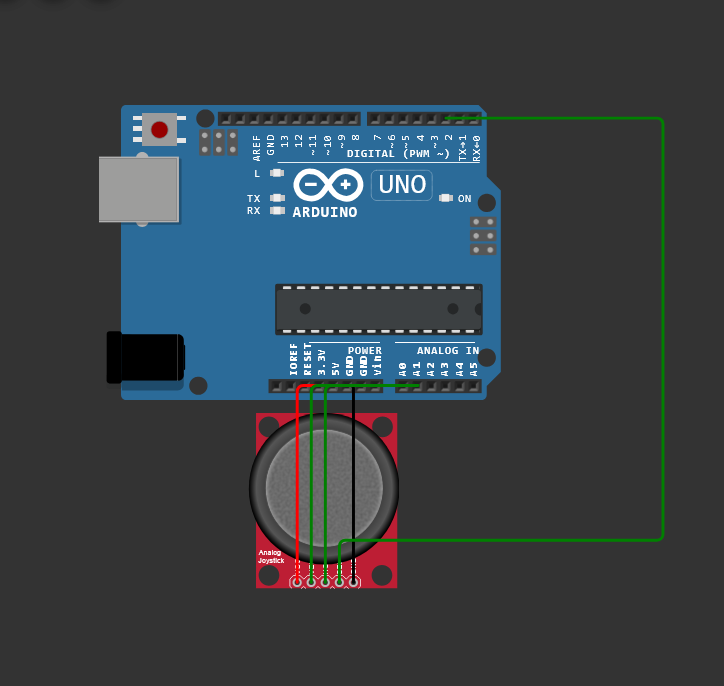 AREF
GND
13
12
~11
~10
~9
8
7
~6
~5
4
~3
2
TX→1
RX←0
DIGITAL (PWM ~)
L
TX
RX
UNO
ARDUINO
ON
POWER
ANALOG IN
IOREF
RESET
3.3V
5V
GND
GND
Vin
A0
A1
A2
A3
A4
A5
Analog
Joystick